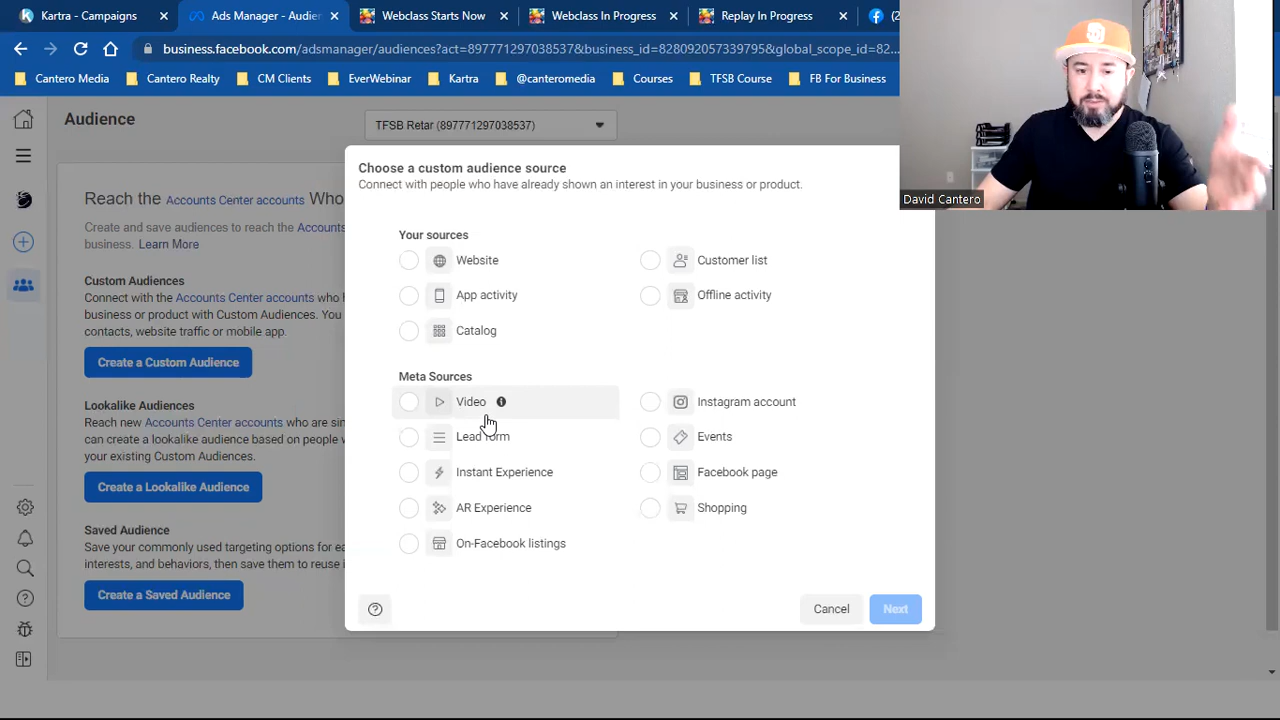 Kartra - Campaigns
Ads Manager - Audien
Webclass Starts Now
Webclass In Progress
Replay In Progress
(2
business.facebook.com/adsmanager/audiences?act=897771297038537&business_id=828092057339795&global_scope_id=82...
Cantero Media
Cantero Realty
CM Clients
EverWebinar
Kartra
@canteromedia
Courses
TFSB Course
FB For Business
Audience
TFSB Retar (897771297038537)
Reach the Accounts Center accounts Who
Create and save audiences to reach the Accounts
business. Learn More
Custom Audiences
Connect with the Accounts Center accounts who h
business or product with Custom Audiences. You
contacts, website traffic or mobile app.
Create a Custom Audience
Lookalike Audiences
Reach new Accounts Center accounts who are sim
can create a lookalike audience based on people w
your existing Custom Audiences.
Create a Lookalike Audience
Saved Audience
Save your commonly used targeting options for ea
interests, and behaviors, then save them to reuse i
Create a Saved Audience
Choose a custom audience source
Connect with people who have already shown an interest in your business or product.
Your sources
Website
Customer list
App activity
Offline activity
Catalog
Meta Sources
Video
Instagram account
Lead form
Events
Instant Experience
Facebook page
AR Experience
Shopping
On-Facebook listings
Cancel
Next
David Cantero